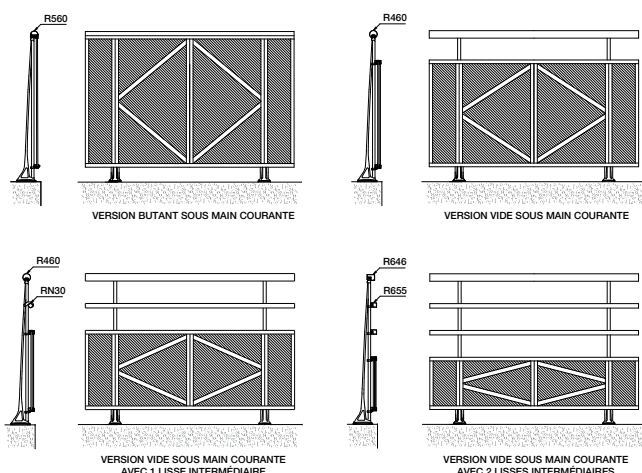 R560
VERSION BUTANT SOUS MAIN COURANTE
R460
VERSION VIDE SOUS MAIN COURANTE
R460
RN30
VERSION VIDE SOUS MAIN COURANTE
AVEC 1 LISSE INTERMÉDIAIRE
R646
R655
VERSION VIDE SOUS MAIN COURANTE
AVEC 2 LISSES INTERMÉDIAIRES